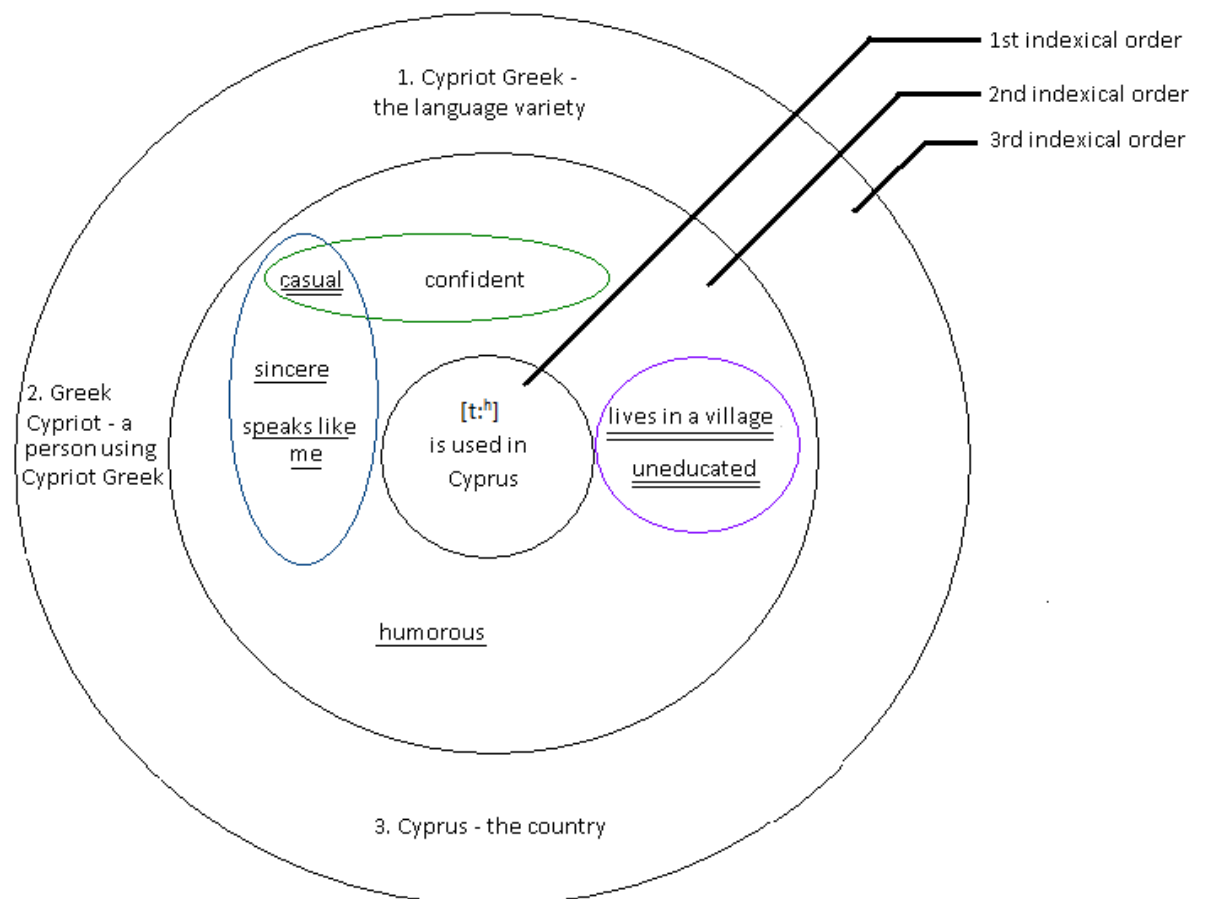 1st indexical order
1. Cypriot Greek -
the language variety
2nd indexical order
3rd indexical order
casual
confident
sincere
speaks like
me
2. Greek
Cypriot - a
person using
Cypriot Greek
[t:ʰ]
is used in
Cyprus
lives in a village
uneducated
humorous
3. Cyprus - the country